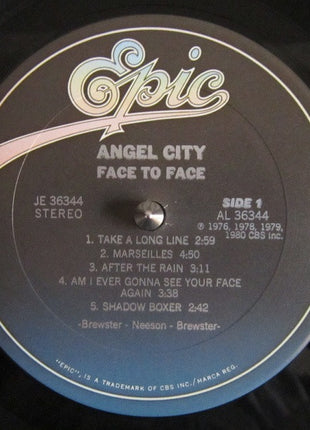 Epic
ANGEL CITY
FACE TO FACE
JE 36344
STEREO
SIDE 1
AL 36344
℗ 1976, 1978, 1979,
1980 CBS Inc.
1. TAKE A LONG LINE 2:59
2. MARSEILLES 4:50
3. AFTER THE RAIN 3:11
4. AM I EVER GONNA SEE YOUR FACE
AGAIN 3:38
5. SHADOW BOXER 2:42
-Brewster - Neeson - Brewster-
"EPIC", IS A TRADEMARK OF CBS INC./MARCA REG.